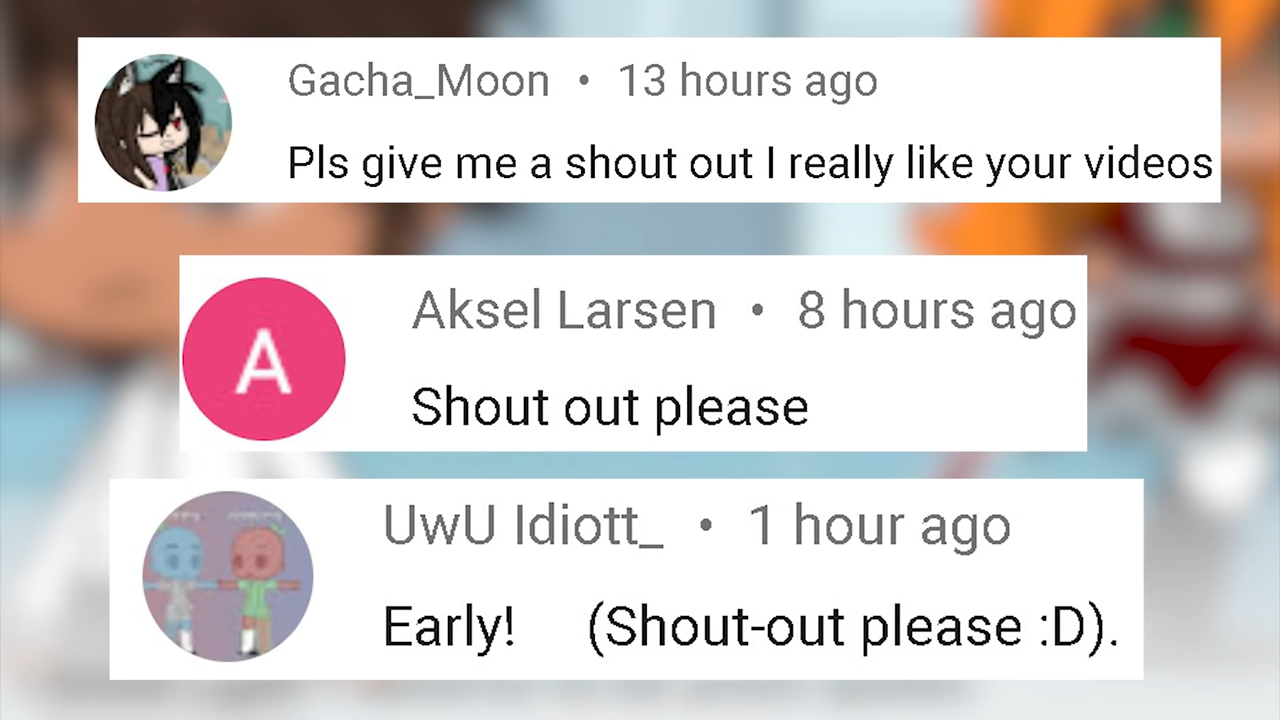 Gacha_Moon • 13 hours ago
Pls give me a shout out I really like your videos
A
Aksel Larsen • 8 hours ago
Shout out please
UwU Idiott_ • 1 hour ago
Early! (Shout-out please :D).